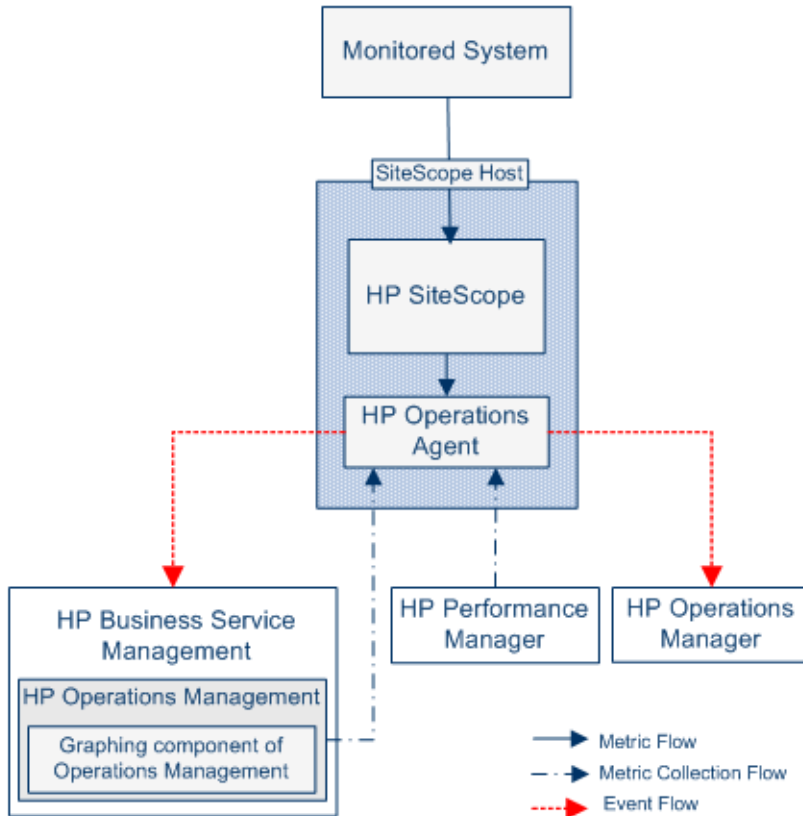 Monitored System
SiteScope Host
HP SiteScope
HP Operations
Agent
HP Business Service
Management
HP Operations Management
Graphing component of
Operations Management
HP Performance
Manager
HP Operations
Manager
Metric Flow
Metric Collection Flow
Event Flow